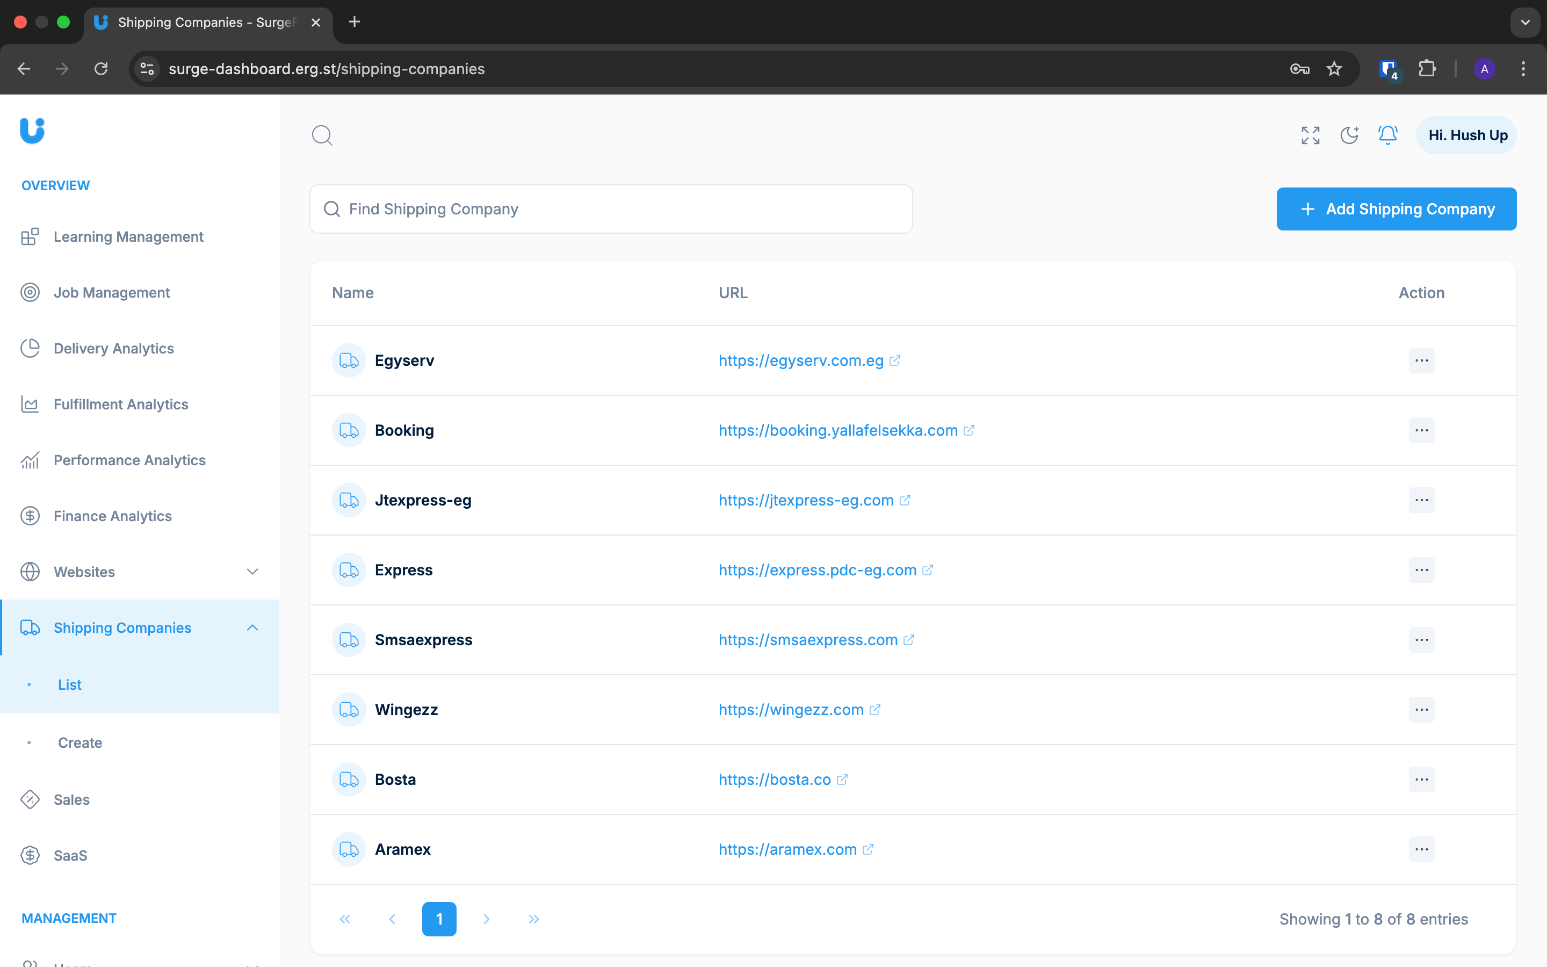 Shipping Companies - Surge
surge-dashboard.erg.st/shipping-companies
4
A
Hi. Hush Up
OVERVIEW
Learning Management
Job Management
Delivery Analytics
Fulfillment Analytics
Performance Analytics
Finance Analytics
Websites
Shipping Companies
List
Create
Sales
SaaS
MANAGEMENT
Find Shipping Company
Add Shipping Company
Name URL Action
Egyserv https://egyserv.com.eg
Booking https://booking.yallafelsekka.com
Jtexpress-eg https://jtexpress-eg.com
Express https://express.pdc-eg.com
Smsaexpress https://smsaexpress.com
Wingezz https://wingezz.com
Bosta https://bosta.co
Aramex https://aramex.com
« ‹ 1 › »
Showing 1 to 8 of 8 entries